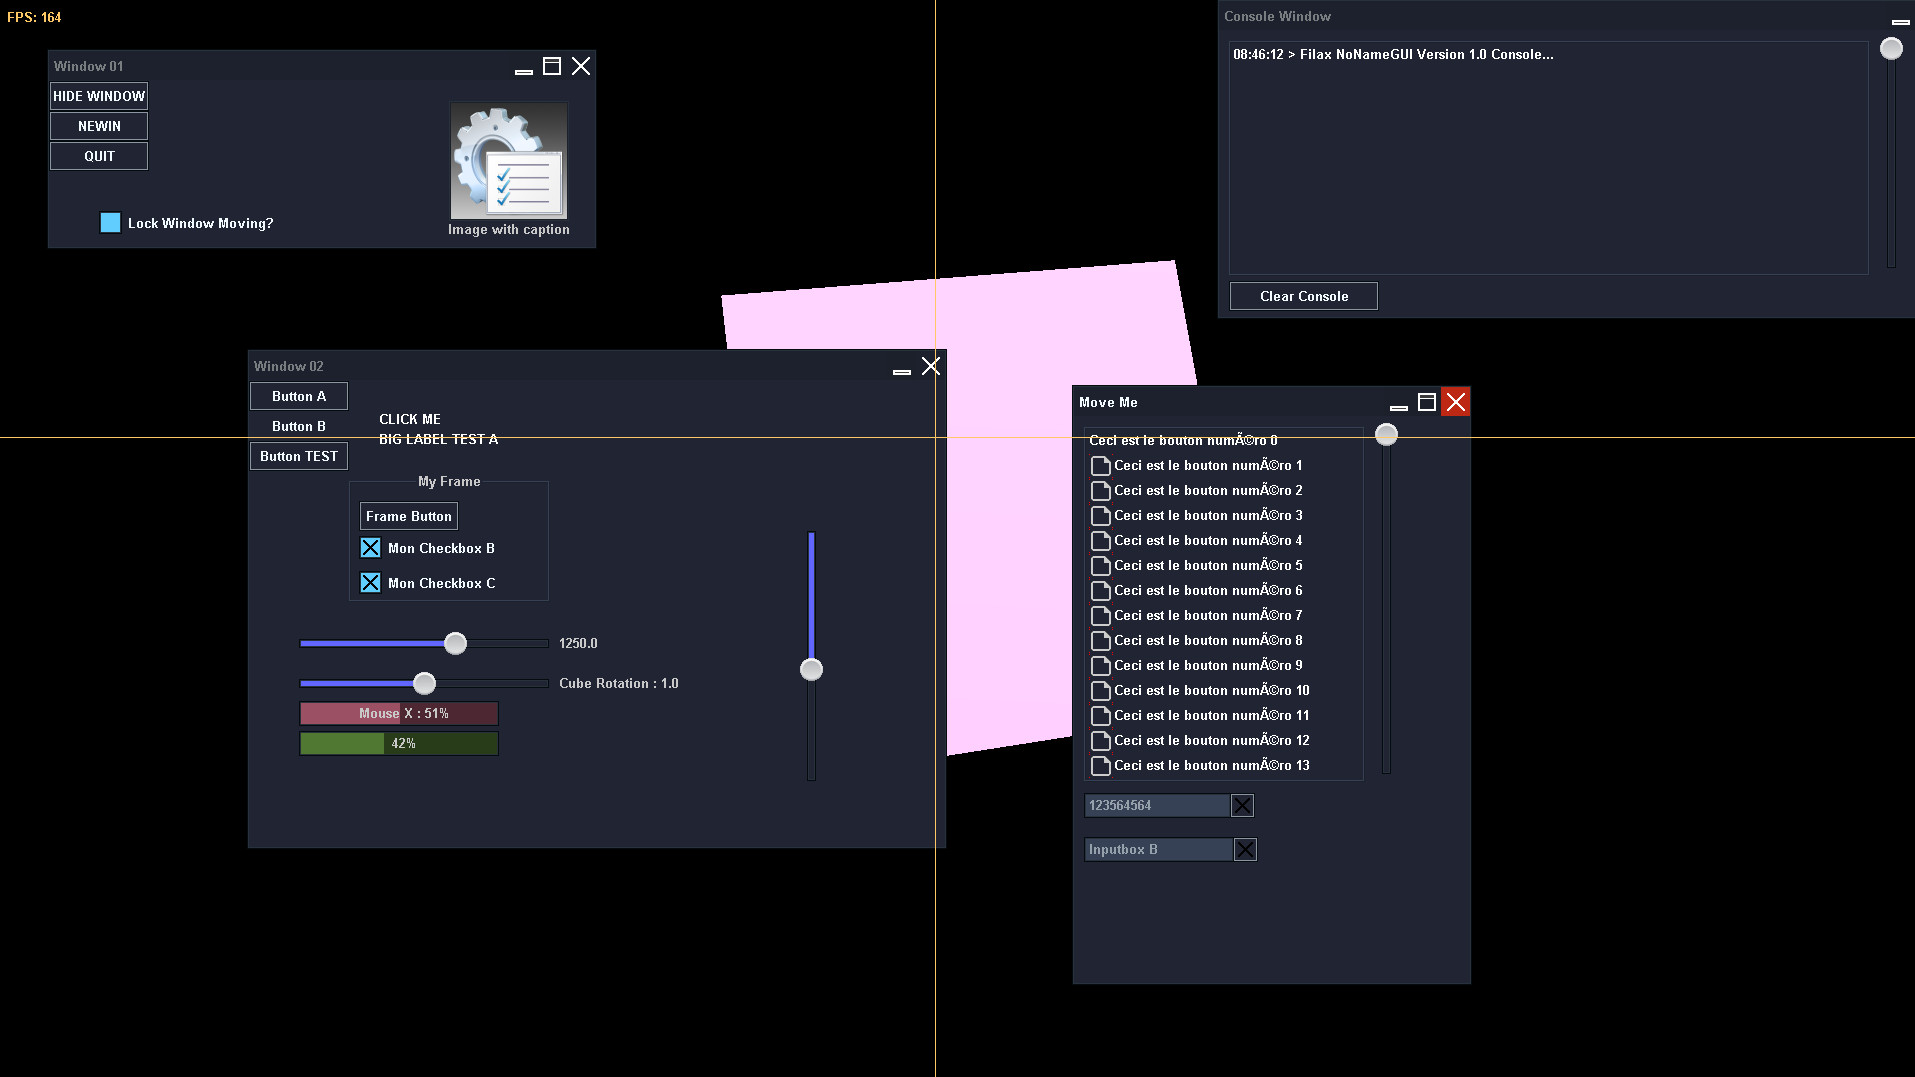 FPS: 164
Window 01
HIDE WINDOW
NEWIN
QUIT
Lock Window Moving?
Image with caption
Console Window
08:46:12 > Filax NoNameGUI Version 1.0 Console...
Clear Console
Window 02
Button A
Button B
Button TEST
CLICK ME
BIG LABEL TEST A
My Frame
Frame Button
Mon Checkbox B
Mon Checkbox C
1250.0
Cube Rotation : 1.0
Mouse X : 51%
42%
Move Me
Ceci est le bouton numÃ©ro 0
Ceci est le bouton numÃ©ro 1
Ceci est le bouton numÃ©ro 2
Ceci est le bouton numÃ©ro 3
Ceci est le bouton numÃ©ro 4
Ceci est le bouton numÃ©ro 5
Ceci est le bouton numÃ©ro 6
Ceci est le bouton numÃ©ro 7
Ceci est le bouton numÃ©ro 8
Ceci est le bouton numÃ©ro 9
Ceci est le bouton numÃ©ro 10
Ceci est le bouton numÃ©ro 11
Ceci est le bouton numÃ©ro 12
Ceci est le bouton numÃ©ro 13
123564564
Inputbox B